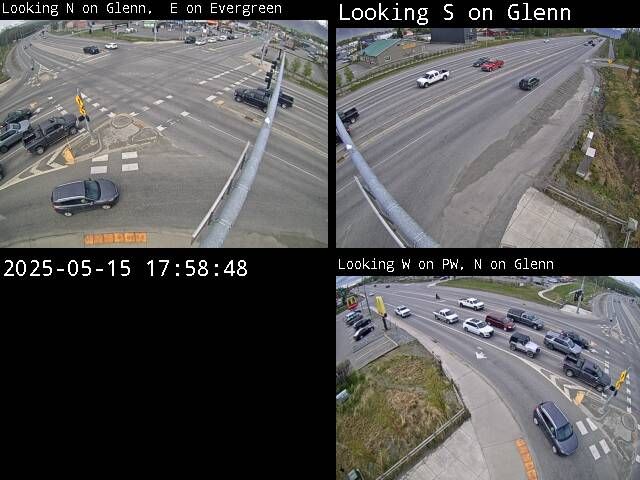 Looking N on Glenn, E on Evergreen
Looking S on Glenn
2025-05-15 17:58:48
Looking W on PW, N on Glenn